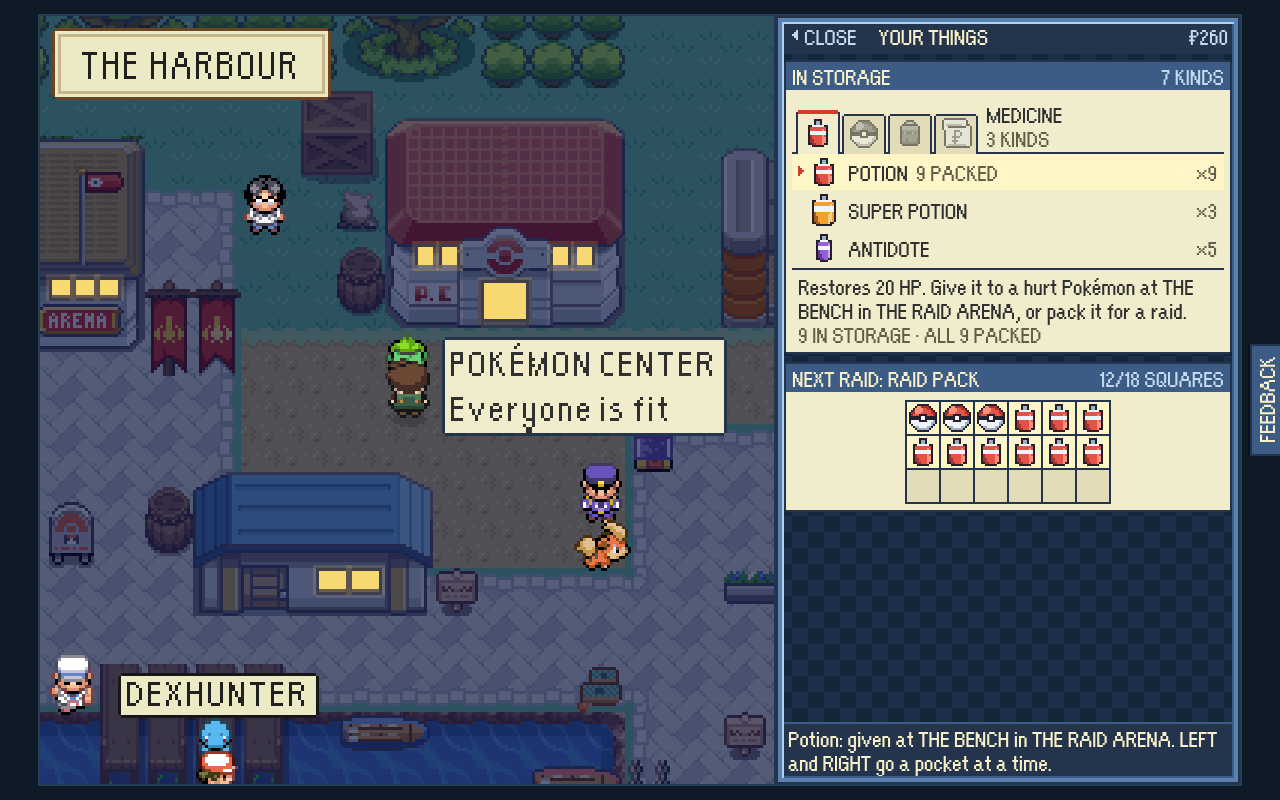 THE HARBOUR
ARENA
P.C
POKÉMON CENTER
Everyone is fit
DEXHUNTER
CLOSE YOUR THINGS ₽260
IN STORAGE 7 KINDS
MEDICINE
3 KINDS
POTION 9 PACKED ×9
SUPER POTION ×3
ANTIDOTE ×5
Restores 20 HP. Give it to a hurt Pokémon at THE
BENCH in THE RAID ARENA, or pack it for a raid.
9 IN STORAGE · ALL 9 PACKED
NEXT RAID: RAID PACK 12/18 SQUARES
Potion: given at THE BENCH in THE RAID ARENA. LEFT
and RIGHT go a pocket at a time.
FEEDBACK